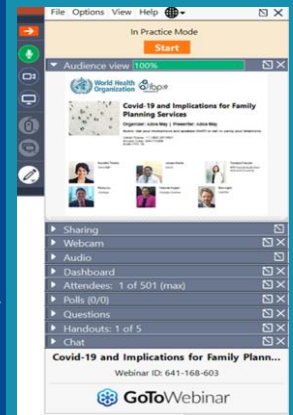 File Options View Help
In Practice Mode
Start
Audience view 100%
World Health
Organization
ibp
Covid-19 and Implications for Family
Planning Services
Sharing
Webcam
Audio
Dashboard
Attendees: 1 of 501 (max)
Polls (0/0)
Questions
Handouts: 1 of 5
Chat
Covid-19 and Implications for Family Plann...
Webinar ID: 641-168-603
GoToWebinar